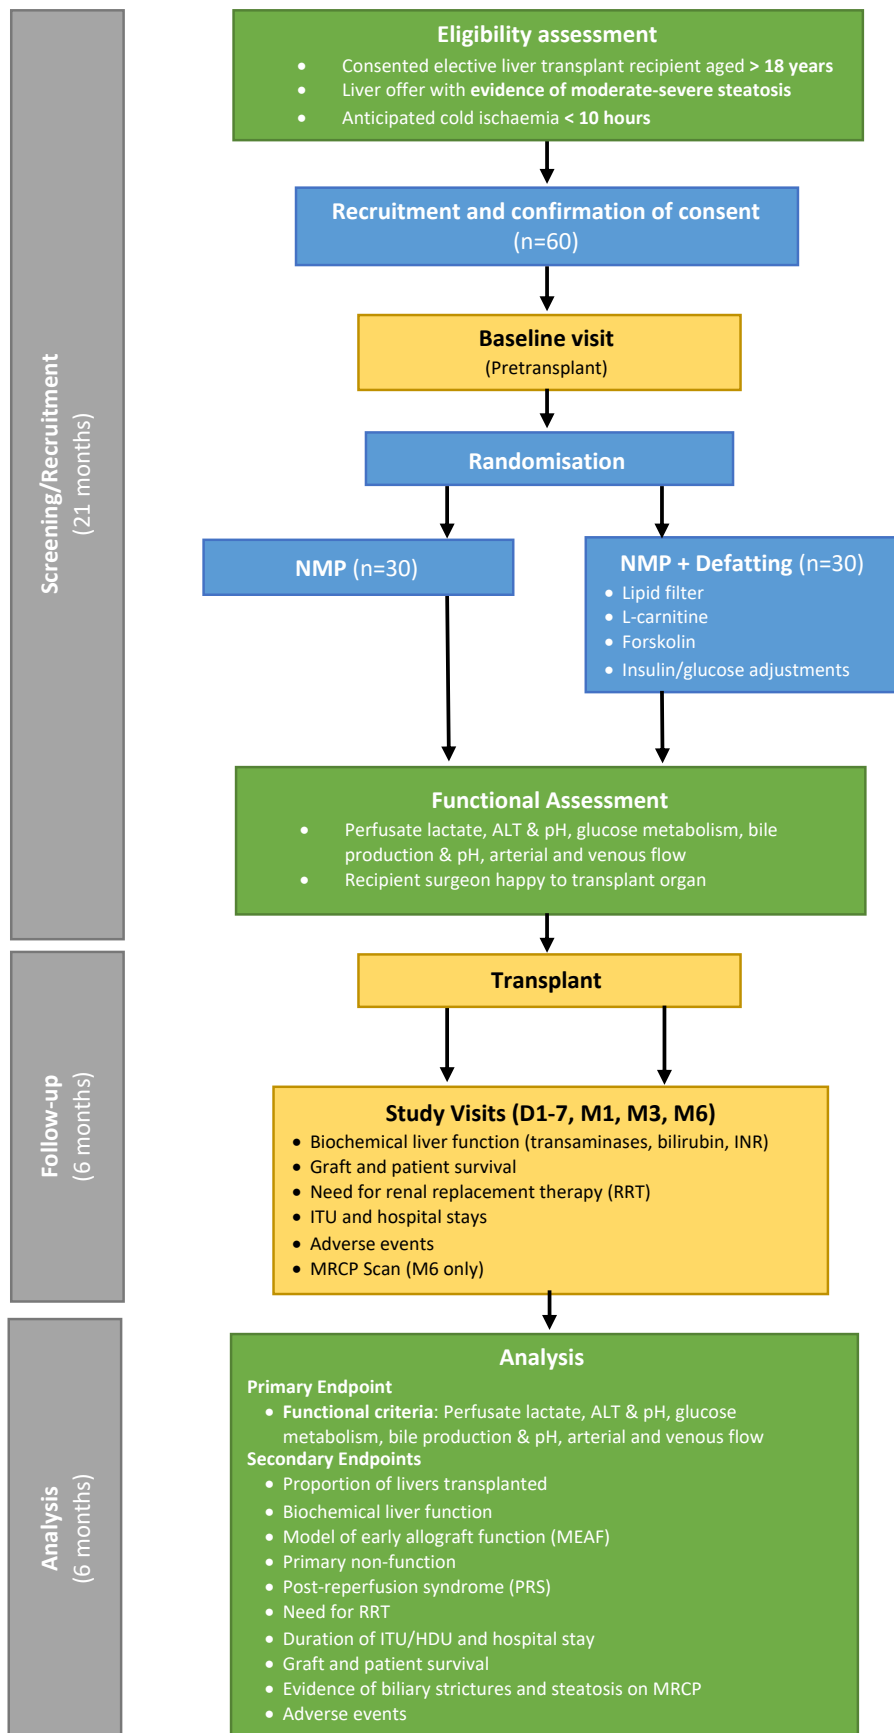 Eligibility assessment
• Consented elective liver transplant recipient aged > 18 years
• Liver offer with evidence of moderate-severe steatosis
• Anticipated cold ischaemia < 10 hours
Recruitment and confirmation of consent
(n=60)
Baseline visit
(Pretransplant)
Randomisation
NMP (n=30)
NMP + Defatting (n=30)
• Lipid filter
• L-carnitine
• Forskolin
• Insulin/glucose adjustments
Functional Assessment
• Perfusate lactate, ALT & pH, glucose metabolism, bile
production & pH, arterial and venous flow
• Recipient surgeon happy to transplant organ
Screening/Recruitment
(21 months)
Transplant
Study Visits (D1-7, M1, M3, M6)
• Biochemical liver function (transaminases, bilirubin, INR)
• Graft and patient survival
• Need for renal replacement therapy (RRT)
• ITU and hospital stays
• Adverse events
• MRCP Scan (M6 only)
Follow-up
(6 months)
Analysis
Primary Endpoint
• Functional criteria: Perfusate lactate, ALT & pH, glucose
metabolism, bile production & pH, arterial and venous flow
Secondary Endpoints
• Proportion of livers transplanted
• Biochemical liver function
• Model of early allograft function (MEAF)
• Primary non-function
• Post-reperfusion syndrome (PRS)
• Need for RRT
• Duration of ITU/HDU and hospital stay
• Graft and patient survival
• Evidence of biliary strictures and steatosis on MRCP
• Adverse events
Analysis
(6 months)